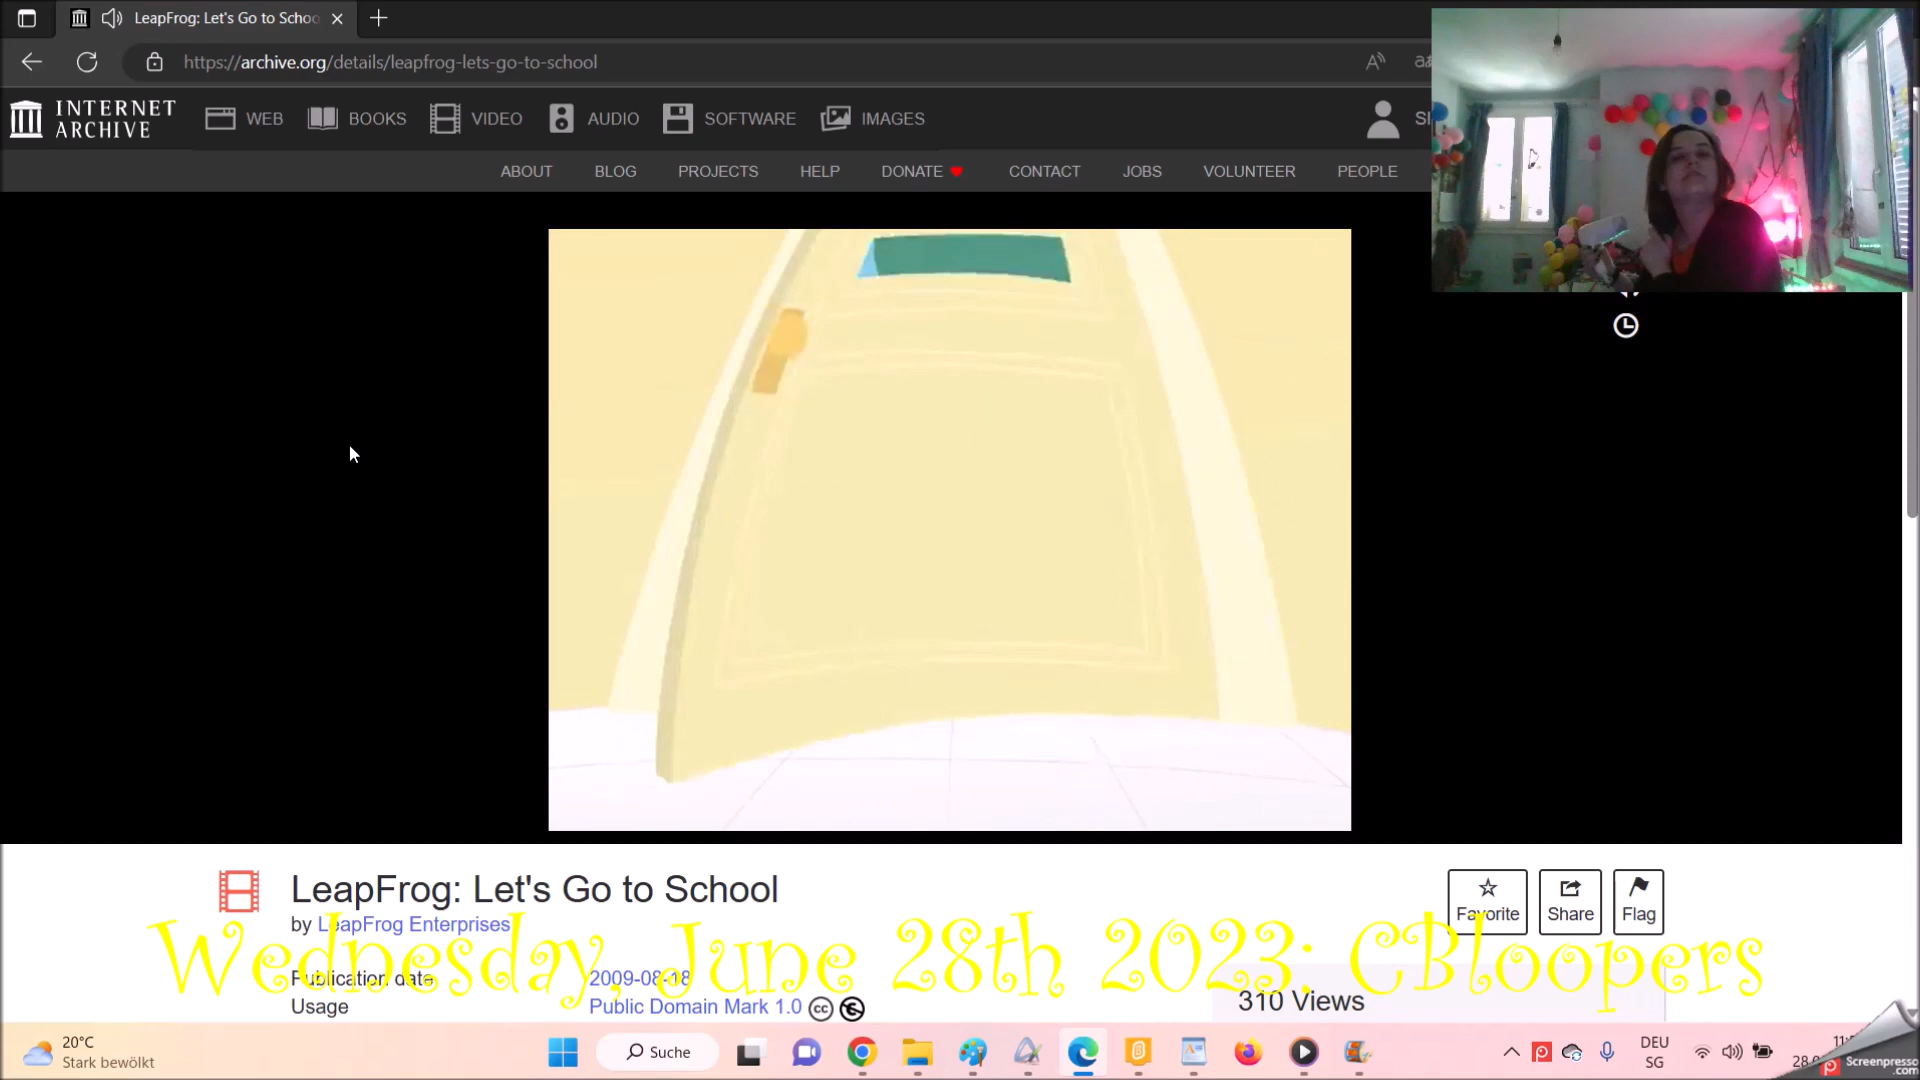 LeapFrog: Let's Go to Schoo
https://archive.org/details/leapfrog-lets-go-to-school
INTERNET ARCHIVE
WEB BOOKS VIDEO AUDIO SOFTWARE IMAGES
ABOUT BLOG PROJECTS HELP DONATE CONTACT JOBS VOLUNTEER PEOPLE
LeapFrog: Let's Go to School
by LeapFrog Enterprises
Favorite Share Flag
Wednesday, June 28th 2023: CBloopers
Publication date 2009-08-18
Usage Public Domain Mark 1.0
310 Views
20°C
Stark bewölkt
Suche
DEU
SG
Screenpresso
.com